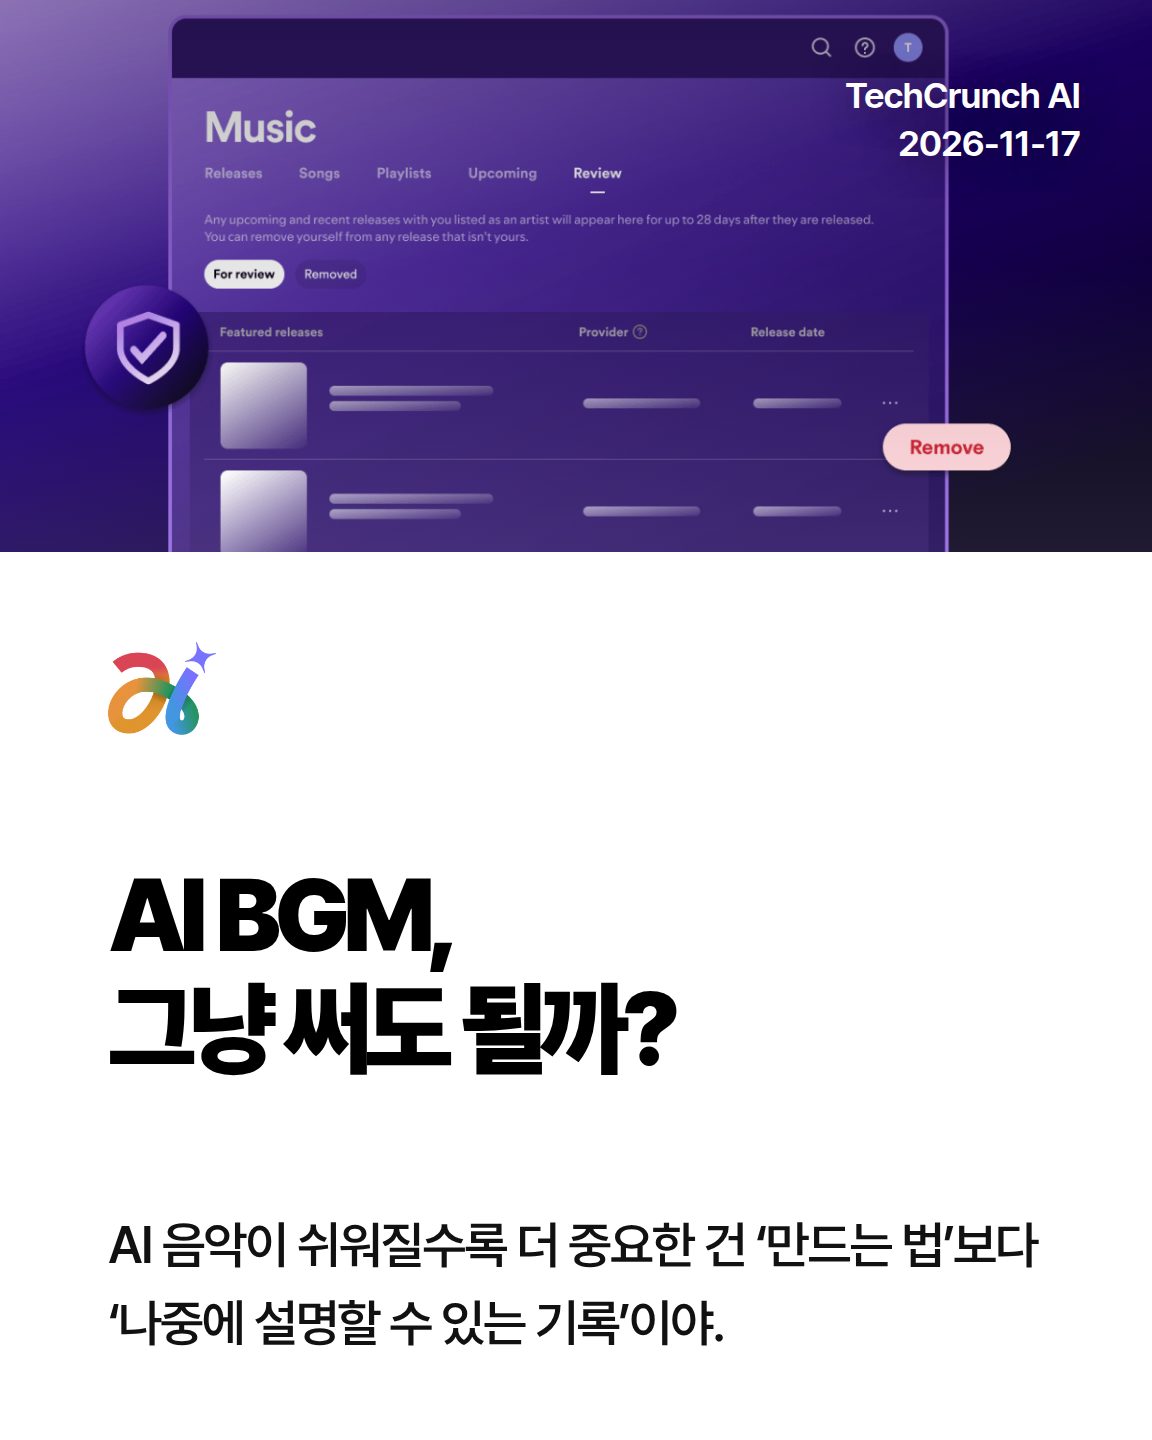 T
TechCrunch AI
2026-11-17
Music
Releases Songs Playlists Upcoming Review
Any upcoming and recent releases with you listed as an artist will appear here for up to 28 days after they are released.
You can remove yourself from any release that isn't yours.
For review Removed
Featured releases Provider ? Release date
Remove
ai
AI BGM,
그냥 써도 될까?
AI 음악이 쉬워질수록 더 중요한 건 ‘만드는 법’보다
‘나중에 설명할 수 있는 기록’이야.